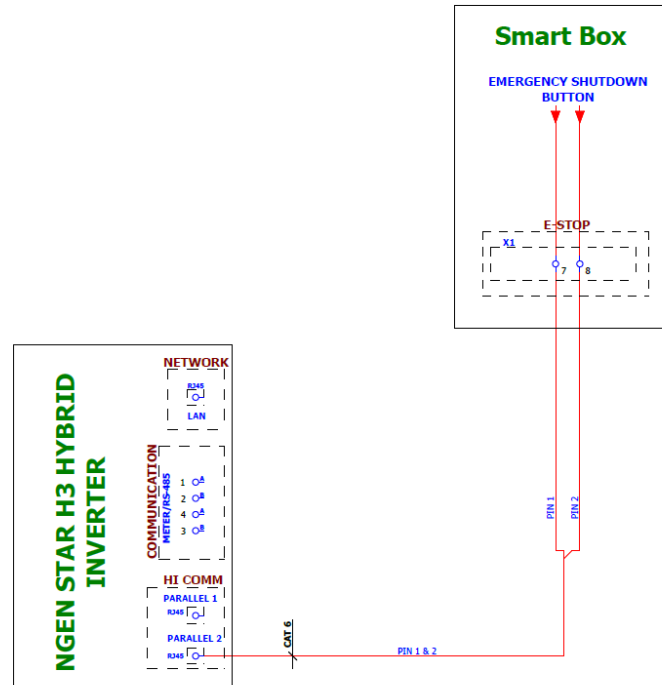 Smart Box
EMERGENCY SHUTDOWN
BUTTON
E-STOP
X1
7
8
NGEN STAR H3 HYBRID
INVERTER
NETWORK
RJ45
LAN
COMMUNICATION
METER/RS-485
1 A
2 B
4 A
3 B
HI COMM
PARALLEL 1
RJ45
PARALLEL 2
RJ45
CAT 6
PIN 1 & 2
PIN 1
PIN 2